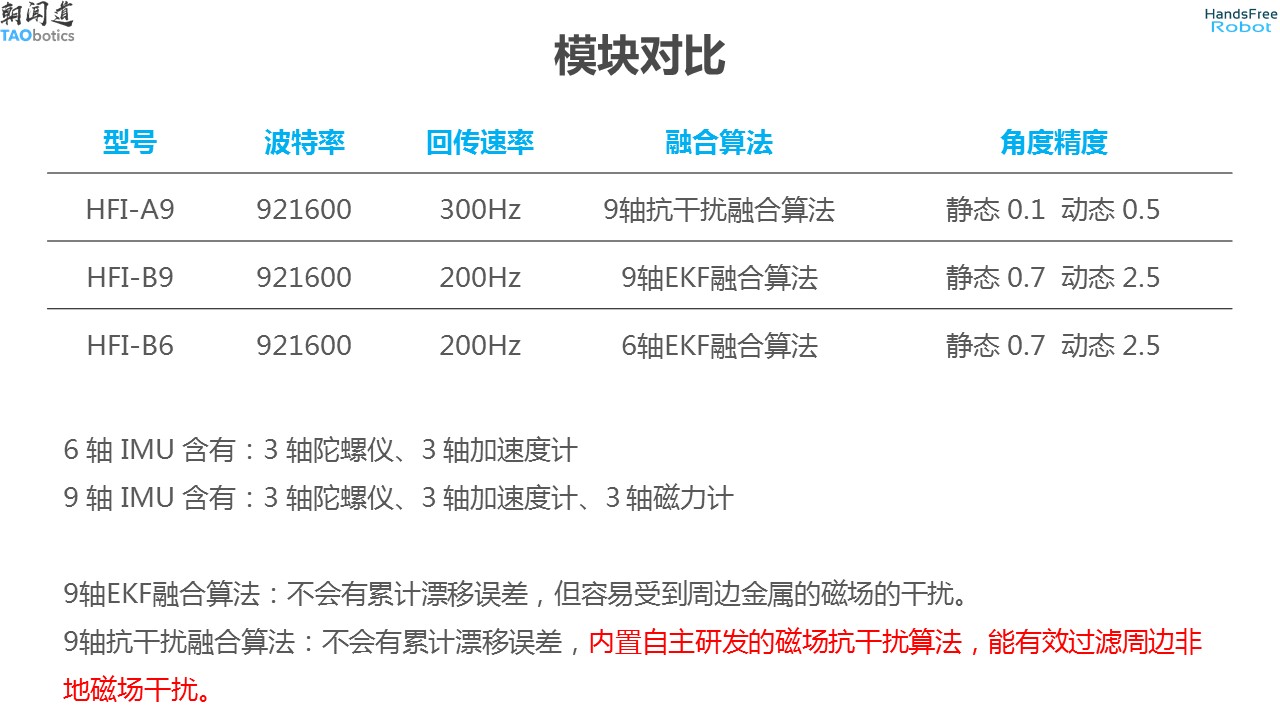 朝闻道
TAObotics
HandsFree
Robot
模块对比
型号 波特率 回传速率 融合算法 角度精度
HFI-A9 921600 300Hz 9轴抗干扰融合算法 静态 0.1 动态 0.5
HFI-B9 921600 200Hz 9轴EKF融合算法 静态 0.7 动态 2.5
HFI-B6 921600 200Hz 6轴EKF融合算法 静态 0.7 动态 2.5
6 轴 IMU 含有：3 轴陀螺仪、3 轴加速度计
9 轴 IMU 含有：3 轴陀螺仪、3 轴加速度计、3 轴磁力计
9轴EKF融合算法：不会有累计漂移误差，但容易受到周边金属的磁场的干扰。
9轴抗干扰融合算法：不会有累计漂移误差，内置自主研发的磁场抗干扰算法，能有效过滤周边非
地磁场干扰。